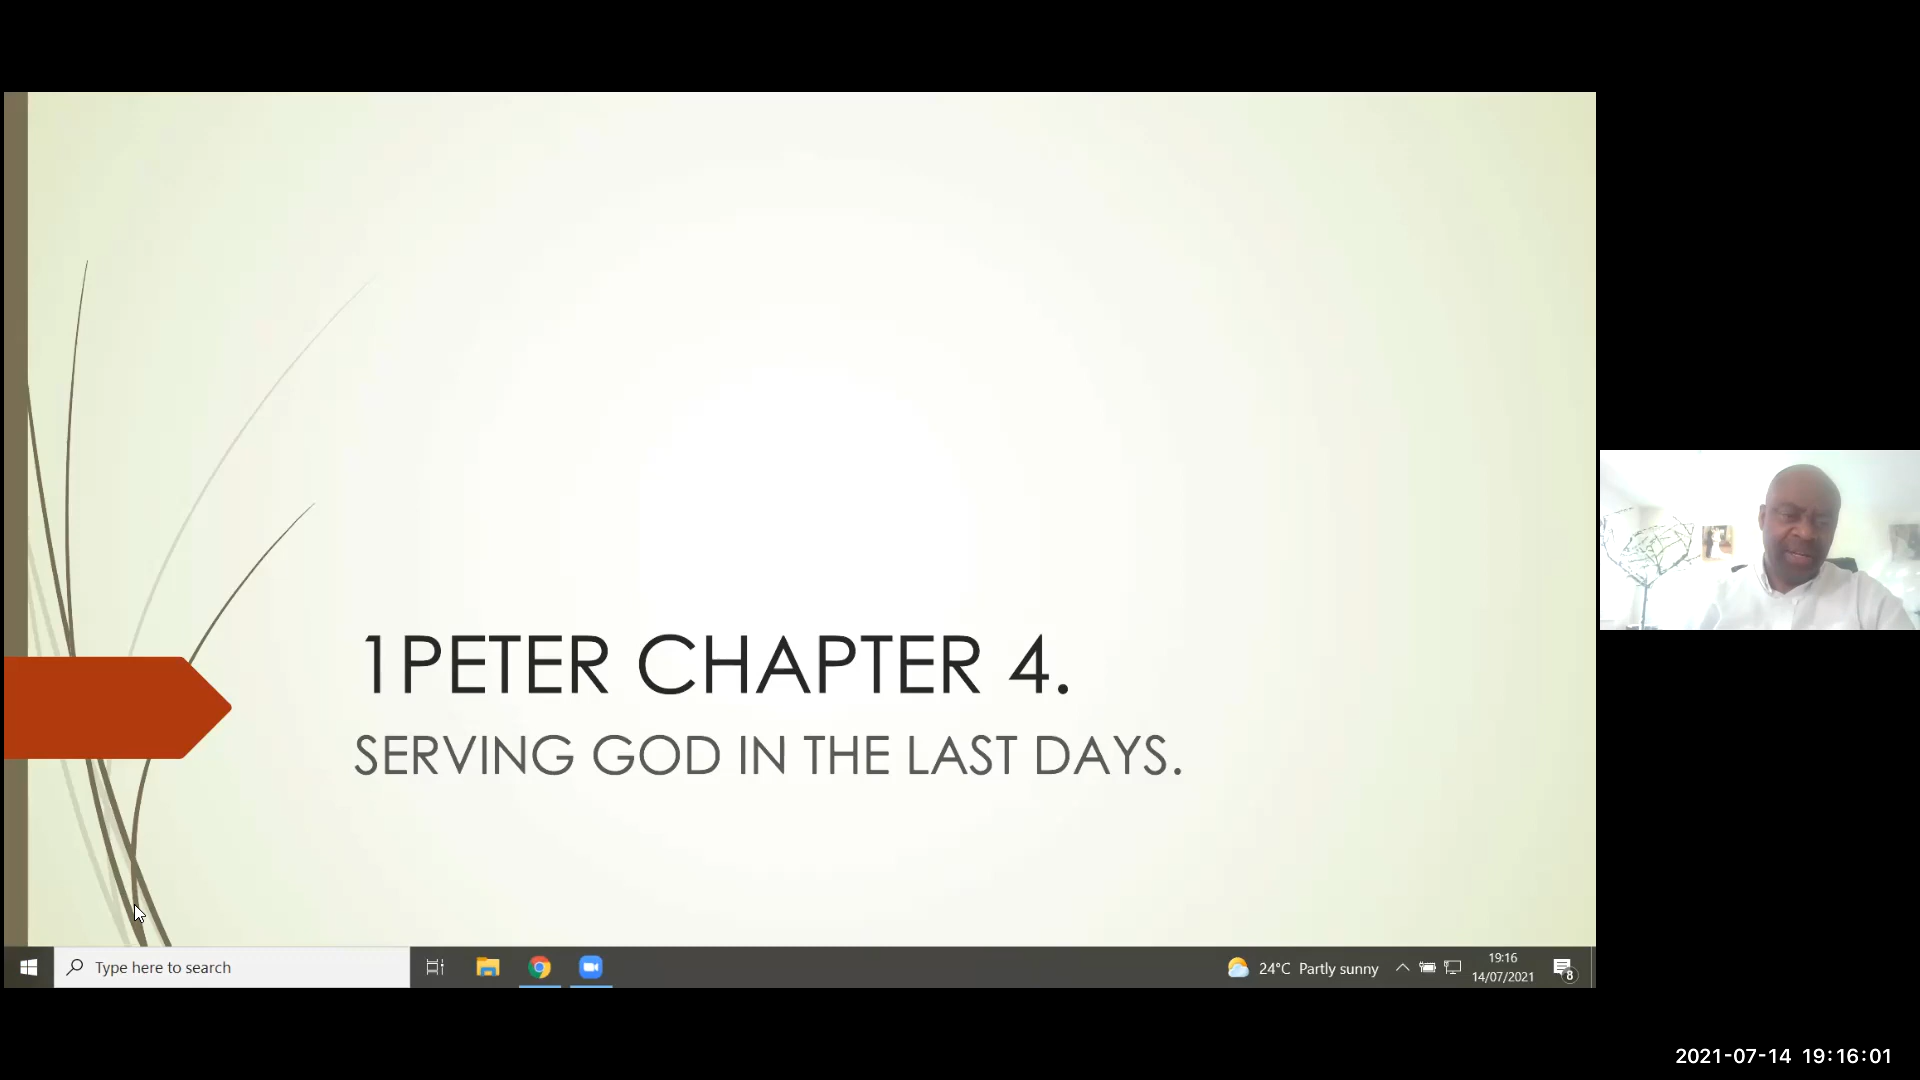 1PETER CHAPTER 4.
SERVING GOD IN THE LAST DAYS.
Type here to search
24°C Partly sunny
19:16
14/07/2021
8
2021-07-14 19:16:01